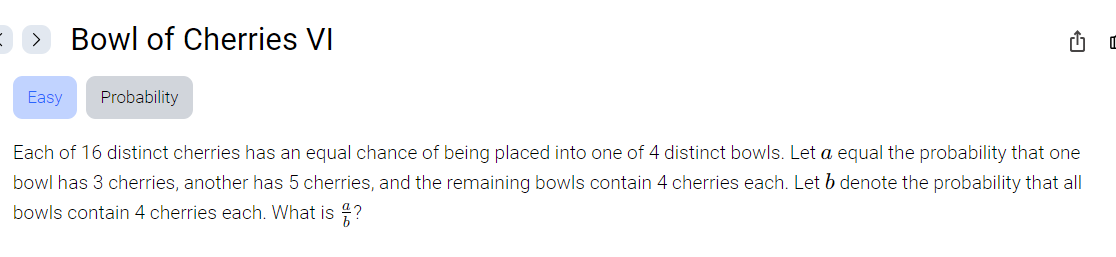 Bowl of Cherries VI
Easy Probability
Each of 16 distinct cherries has an equal chance of being placed into one of 4 distinct bowls. Let a equal the probability that one
bowl has 3 cherries, another has 5 cherries, and the remaining bowls contain 4 cherries each. Let b denote the probability that all
bowls contain 4 cherries each. What is a/b?